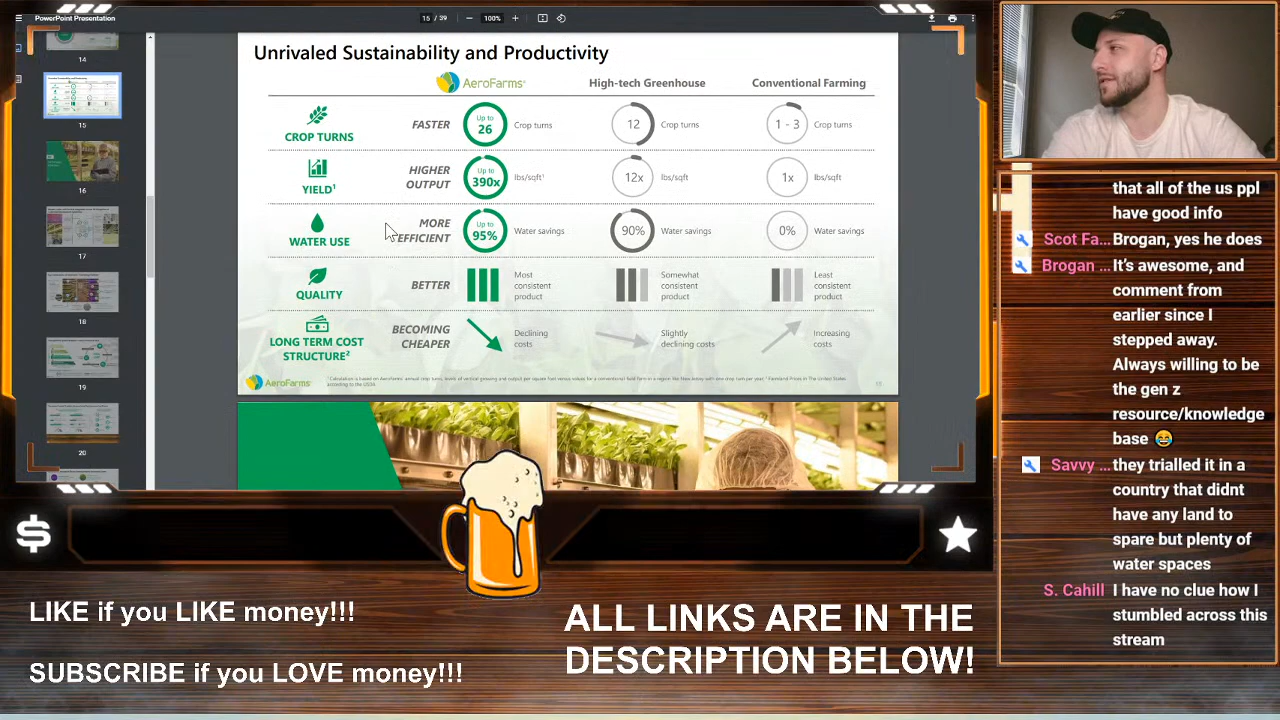 PowerPoint Presentation
15 / 39
100%
14
15
16
17
18
19
20
Unrivaled Sustainability and Productivity
AeroFarms
High-tech Greenhouse
Conventional Farming
CROP TURNS
FASTER
Up to
26
Crop turns
12
Crop turns
1 - 3
Crop turns
YIELD¹
HIGHER
OUTPUT
Up to
390x
lbs/sqft¹
12x
lbs/sqft
1x
lbs/sqft
WATER USE
MORE
EFFICIENT
Up to
95%
Water savings
90%
Water savings
0%
Water savings
QUALITY
BETTER
Most
consistent
product
Somewhat
consistent
product
Least
consistent
product
LONG TERM COST
STRUCTURE²
BECOMING
CHEAPER
Declining
costs
Slightly
declining costs
Increasing
costs
AeroFarms
that all of the us ppl
have good info
Scot Fa... Brogan, yes he does
Brogan ... It's awesome, and
comment from
earlier since I
stepped away.
Always willing to be
the gen z
resource/knowledge
base 😂
Savvy ... they trialled it in a
country that didnt
have any land to
spare but plenty of
water spaces
S. Cahill I have no clue how I
stumbled across this
stream
LIKE if you LIKE money!!!
SUBSCRIBE if you LOVE money!!!
ALL LINKS ARE IN THE
DESCRIPTION BELOW!